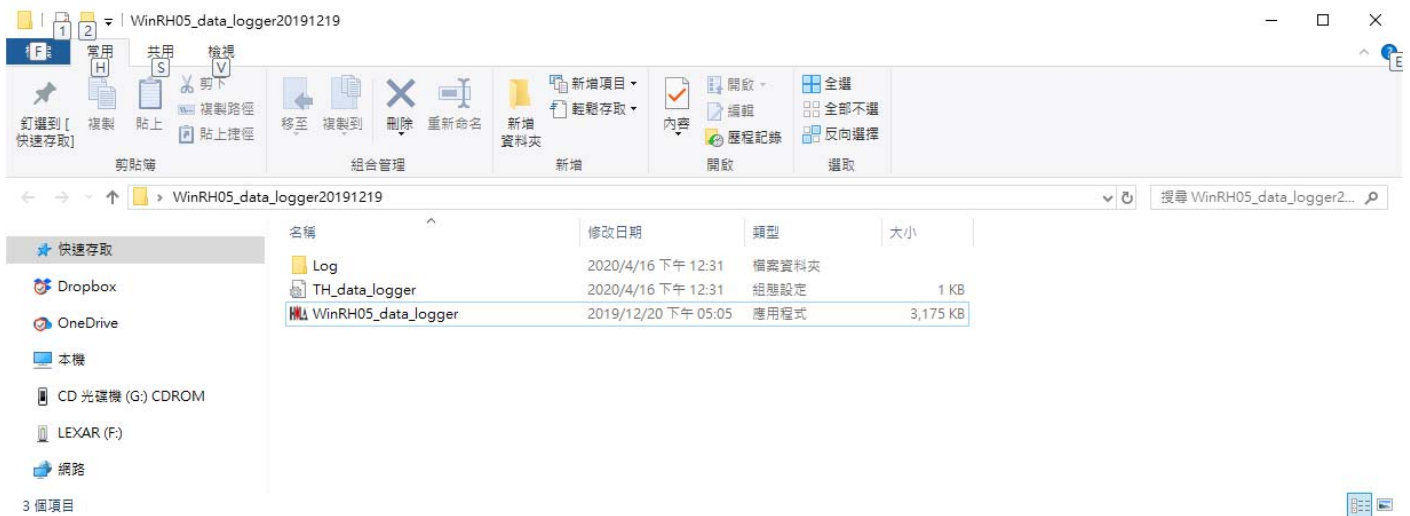 1 2 WinRH05_data_logger20191219
F 常用 共用 檢視
H S V E
釘選到 [快速存取]
複製
貼上
剪下
複製路徑
貼上捷徑
剪貼簿
移至
複製到
刪除
重新命名
組合管理
新增資料夾
新增項目
輕鬆存取
新增
內容
開啟
編輯
歷程記錄
開啟
全選
全部不選
反向選擇
選取
WinRH05_data_logger20191219
搜尋 WinRH05_data_logger2...
快速存取
Dropbox
OneDrive
本機
CD 光碟機 (G:) CDROM
LEXAR (F:)
網路
名稱 修改日期 類型 大小
Log 2020/4/16 下午 12:31 檔案資料夾
TH_data_logger 2020/4/16 下午 12:31 組態設定 1 KB
WinRH05_data_logger 2019/12/20 下午 05:05 應用程式 3,175 KB
3 個項目